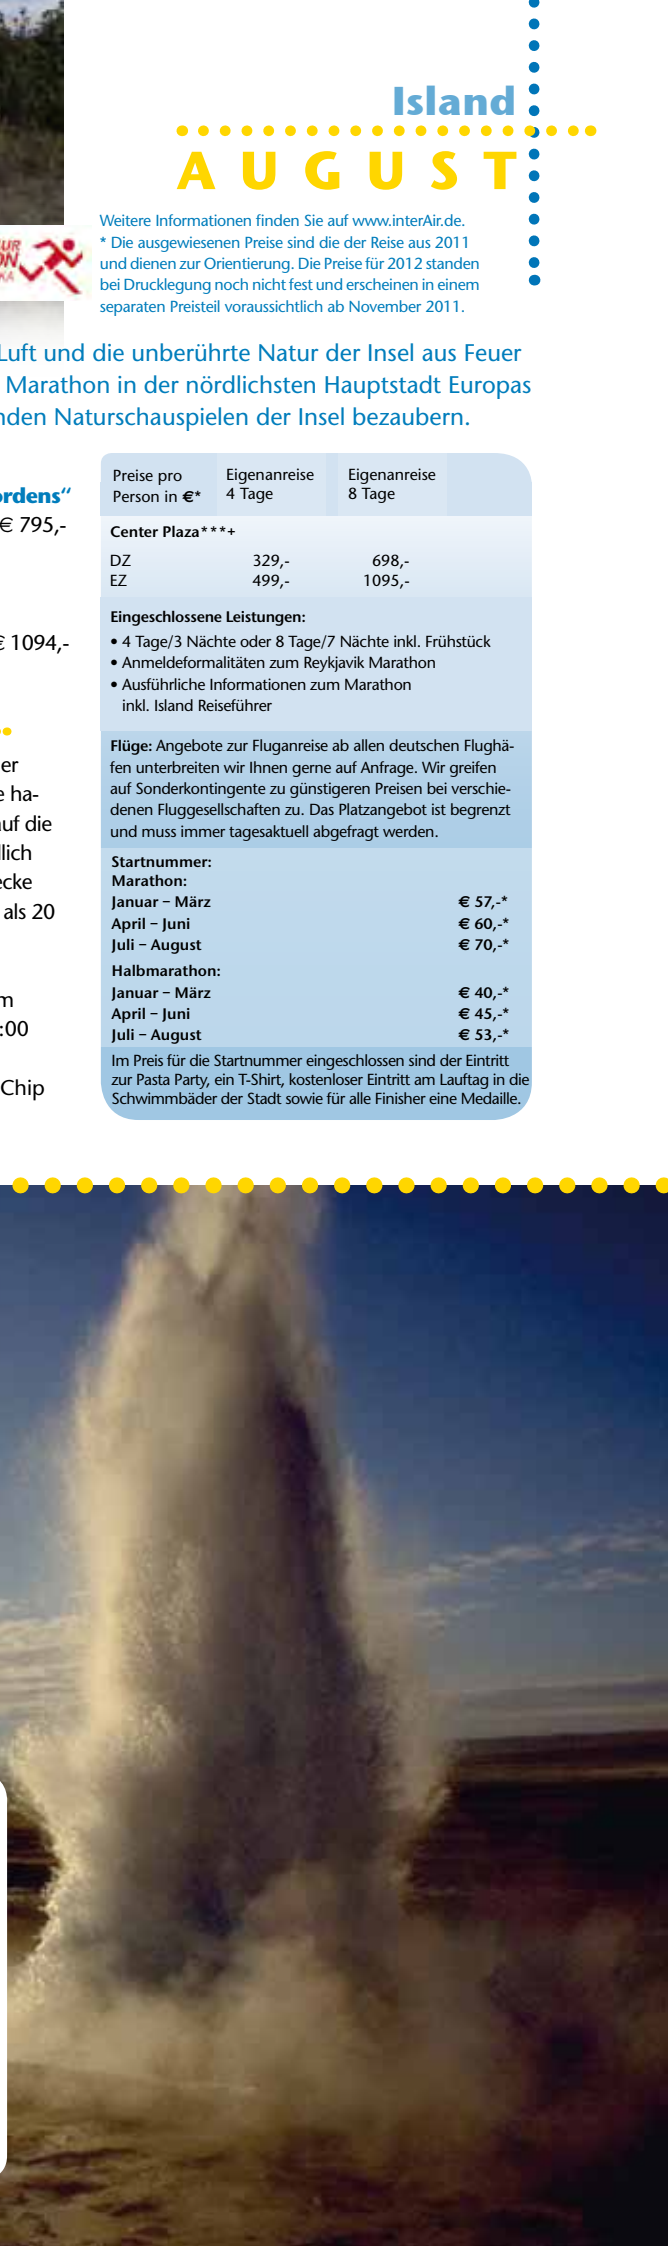 Island
AUGUST
Weitere Informationen finden Sie auf www.interAir.de.
* Die ausgewiesenen Preise sind die der Reise aus 2011
und dienen zur Orientierung. Die Preise für 2012 standen
bei Drucklegung noch nicht fest und erscheinen in einem
separaten Preisteil voraussichtlich ab November 2011.
Luft und die unberührte Natur der Insel aus Feuer
Marathon in der nördlichsten Hauptstadt Europas
nden Naturschauspielen der Insel bezaubern.
ordens“
€ 795,-
€ 1094,-
er
e ha-
uf die
lich
ecke
als 20
m
:00
Chip
Preise pro Person in €* Eigenanreise 4 Tage Eigenanreise 8 Tage
Center Plaza***+
DZ 329,- 698,-
EZ 499,- 1095,-
Eingeschlossene Leistungen:
• 4 Tage/3 Nächte oder 8 Tage/7 Nächte inkl. Frühstück
• Anmeldeformalitäten zum Reykjavik Marathon
• Ausführliche Informationen zum Marathon
inkl. Island Reiseführer
Flüge: Angebote zur Fluganreise ab allen deutschen Flughä-
fen unterbreiten wir Ihnen gerne auf Anfrage. Wir greifen
auf Sonderkontingente zu günstigeren Preisen bei verschie-
denen Fluggesellschaften zu. Das Platzangebot ist begrenzt
und muss immer tagesaktuell abgefragt werden.
Startnummer:
Marathon:
Januar – März € 57,-*
April – Juni € 60,-*
Juli – August € 70,-*
Halbmarathon:
Januar – März € 40,-*
April – Juni € 45,-*
Juli – August € 53,-*
Im Preis für die Startnummer eingeschlossen sind der Eintritt
zur Pasta Party, ein T-Shirt, kostenloser Eintritt am Lauftag in die
Schwimmbäder der Stadt sowie für alle Finisher eine Medaille.